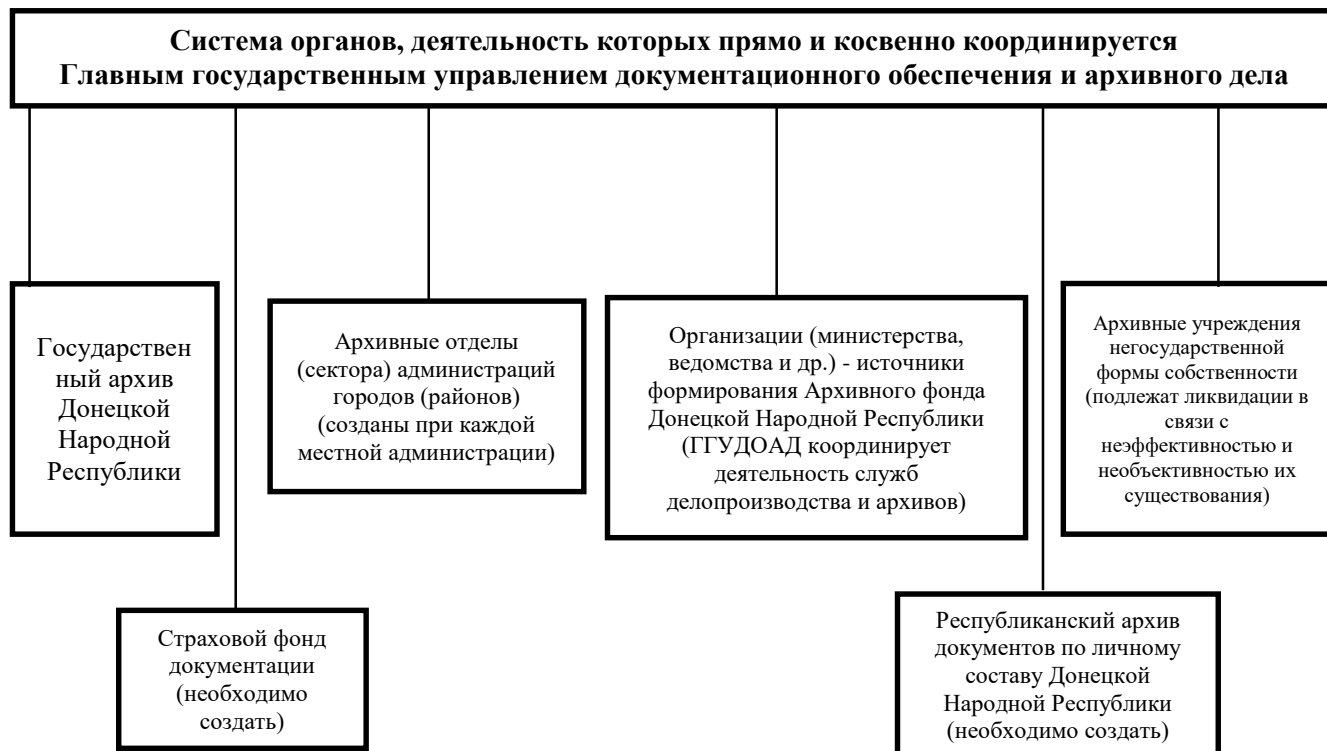 Система органов, деятельность которых прямо и косвенно координируется
Главным государственным управлением документационного обеспечения и архивного дела
Государствен
ный архив
Донецкой
Народной
Республики
Архивные отделы
(сектора) администраций
городов (районов)
(созданы при каждой
местной администрации)
Организации (министерства,
ведомства и др.) - источники
формирования Архивного фонда
Донецкой Народной Республики
(ГГУДОАД координирует
деятельность служб
делопроизводства и архивов)
Архивные учреждения
негосударственной
формы собственности
(подлежат ликвидации в
связи с
неэффективностью и
необъективностью их
существования)
Страховой фонд
документации
(необходимо
создать)
Республиканский архив
документов по личному
составу Донецкой
Народной Республики
(необходимо создать)